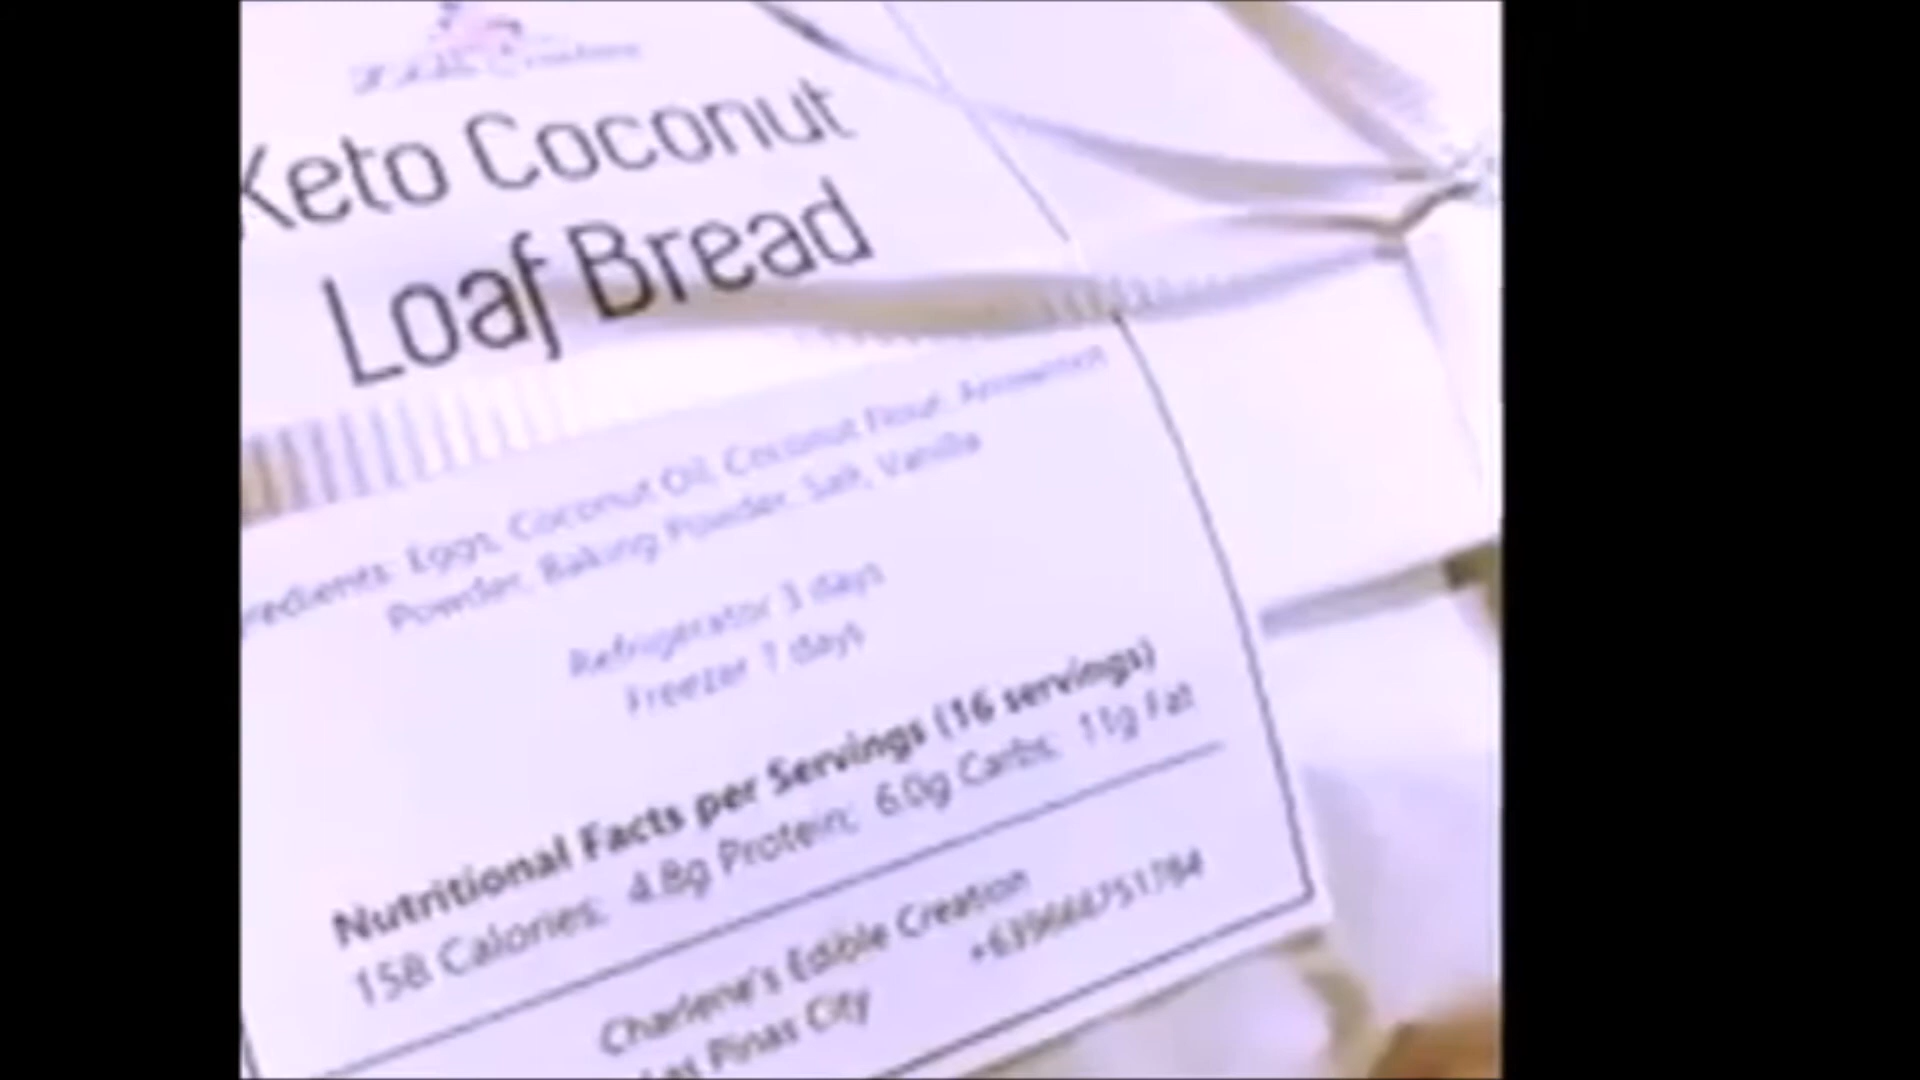 Keto Coconut
Loaf Bread
redients: Eggs, Coconut Oil, Coconut Flour, Arrowroot
Powder, Baking Powder, Salt, Vanilla
Refrigerator 3 days
Freezer 1 days
Nutritional Facts per Servings (16 servings)
158 Calories; 4.8g Protein; 6.0g Carbs; 11g Fat
Charlene's Edible Creation
Las Pinas City